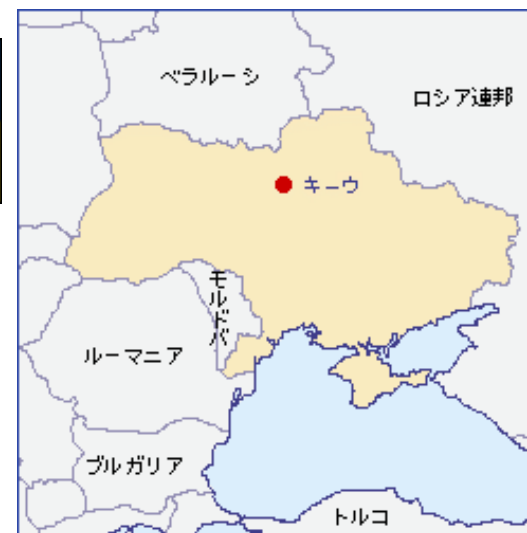 ベラルーシ
ロシア連邦
キーウ
モルドバ
ルーマニア
ブルガリア
トルコ